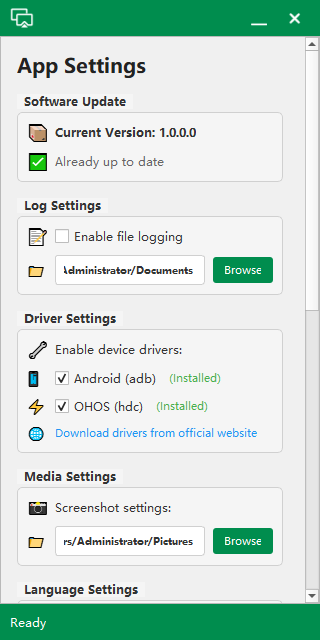 App Settings
Software Update
Current Version: 1.0.0.0
Already up to date
Log Settings
Enable file logging
Administrator/Documents
Browse
Driver Settings
Enable device drivers:
Android (adb) (Installed)
OHOS (hdc) (Installed)
Download drivers from official website
Media Settings
Screenshot settings:
rs/Administrator/Pictures
Browse
Language Settings
Ready